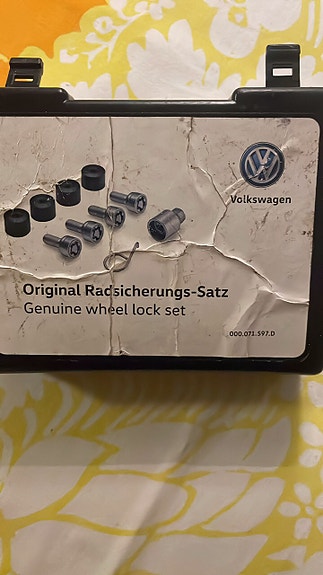 Volkswagen
Original Radsicherungs-Satz
Genuine wheel lock set
000.071.597.D